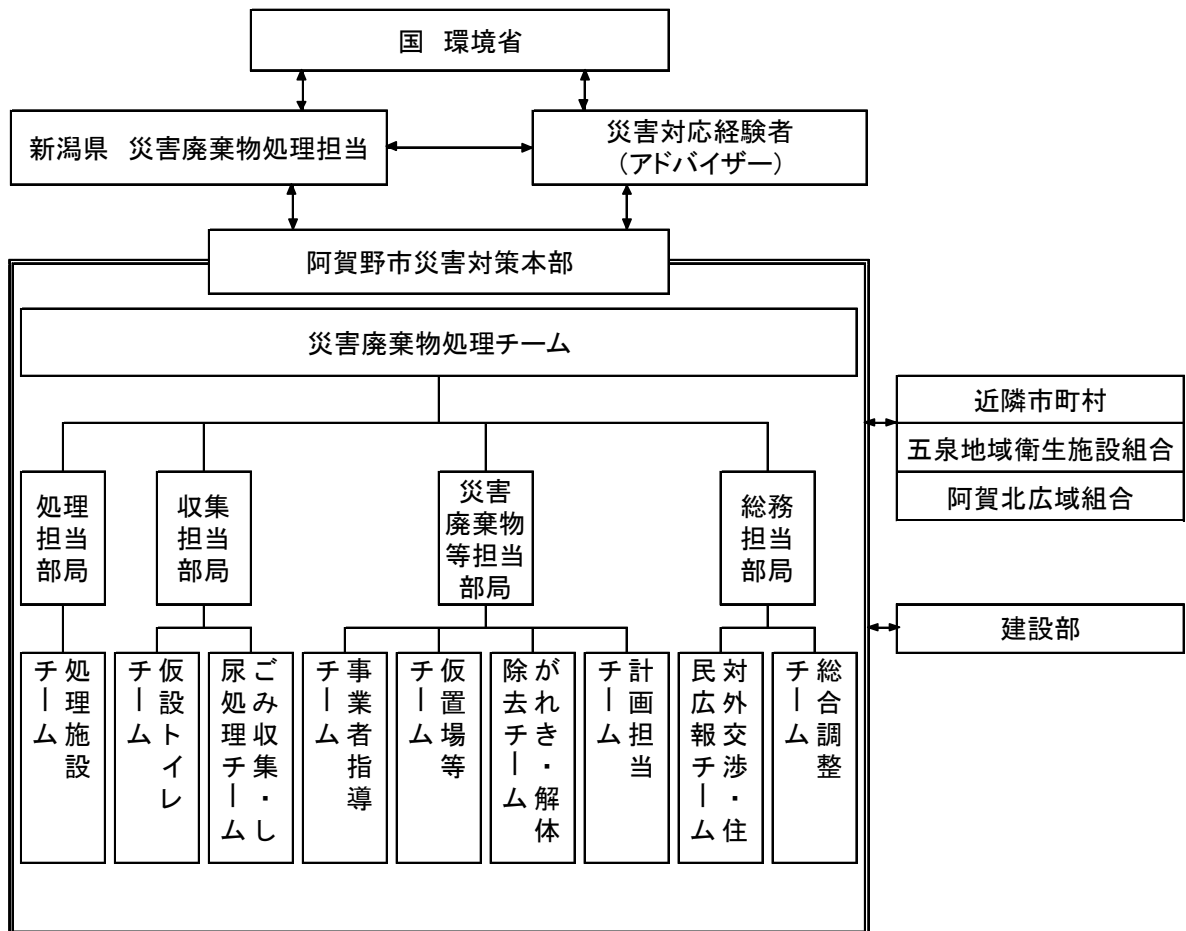 国 環境省
新潟県 災害廃棄物処理担当
災害対応経験者
（アドバイザー）
阿賀野市災害対策本部
災害廃棄物処理チーム
近隣市町村
五泉地域衛生施設組合
阿賀北広域組合
建設部
処理
担当
部局
収集
担当
部局
災害
廃棄物
等担当
部局
総務
担当
部局
処理施設
チーム
仮設トイレ
チーム
ごみ収集・し
尿処理チーム
事業者指導
チーム
仮置場等
チーム
がれき・解体
除去チーム
計画担当
チーム
対外交渉・住
民広報チーム
総合調整
チーム